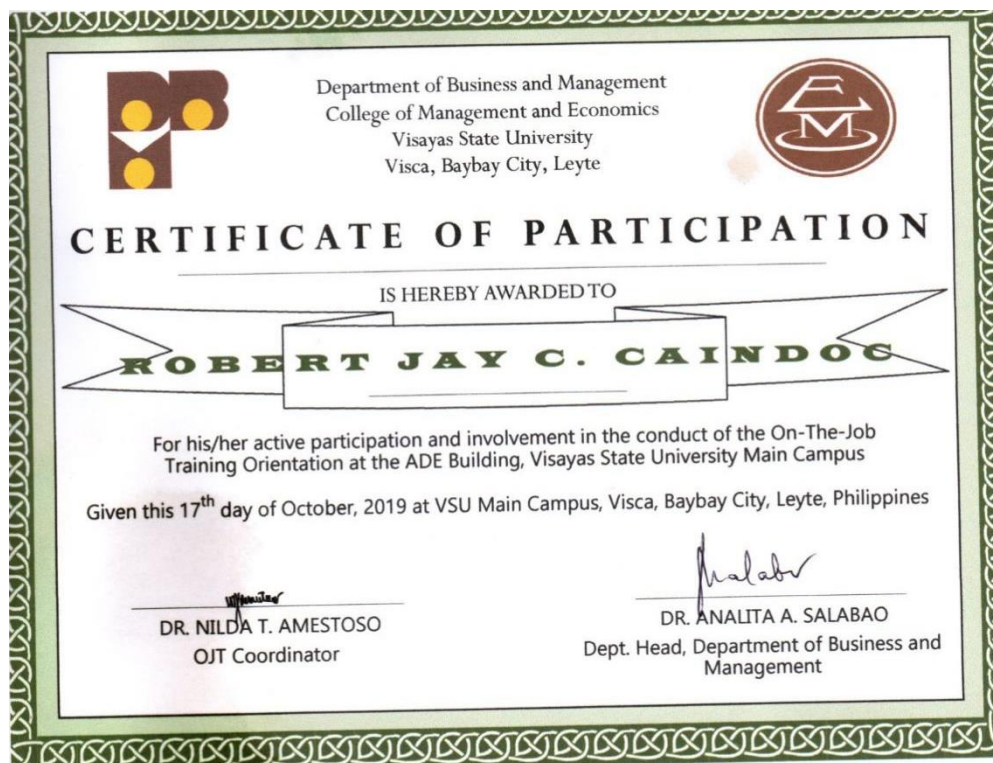 Department of Business and Management
College of Management and Economics
Visayas State University
Visca, Baybay City, Leyte
CERTIFICATE OF PARTICIPATION
IS HEREBY AWARDED TO
ROBERT JAY C. CAINDOC
For his/her active participation and involvement in the conduct of the On-The-Job
Training Orientation at the ADE Building, Visayas State University Main Campus
Given this 17th day of October, 2019 at VSU Main Campus, Visca, Baybay City, Leyte, Philippines
DR. NILDA T. AMESTOSO
OJT Coordinator
DR. ANALITA A. SALABAO
Dept. Head, Department of Business and
Management